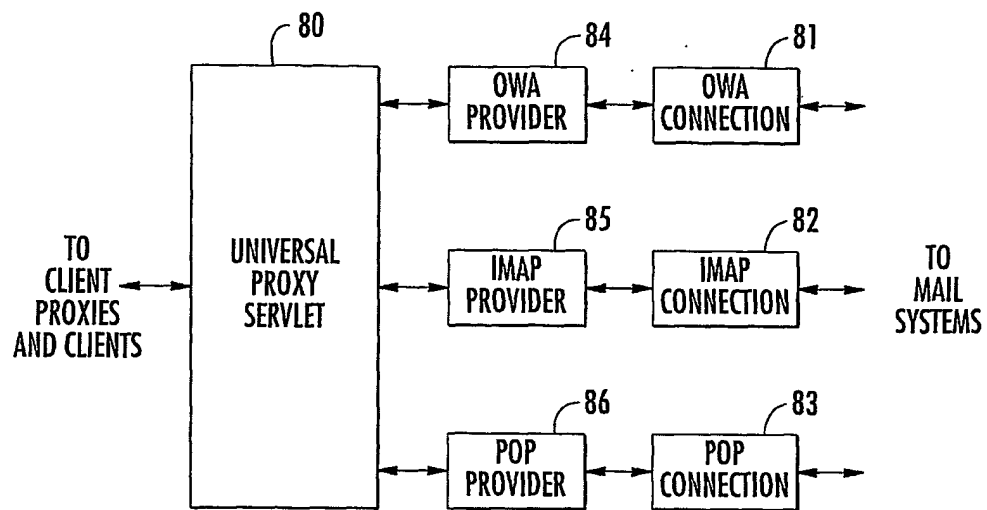 80
84
81
OWA
PROVIDER
OWA
CONNECTION
TO
CLIENT
PROXIES
AND CLIENTS
UNIVERSAL
PROXY
SERVLET
85
82
IMAP
PROVIDER
IMAP
CONNECTION
TO
MAIL
SYSTEMS
86
83
POP
PROVIDER
POP
CONNECTION